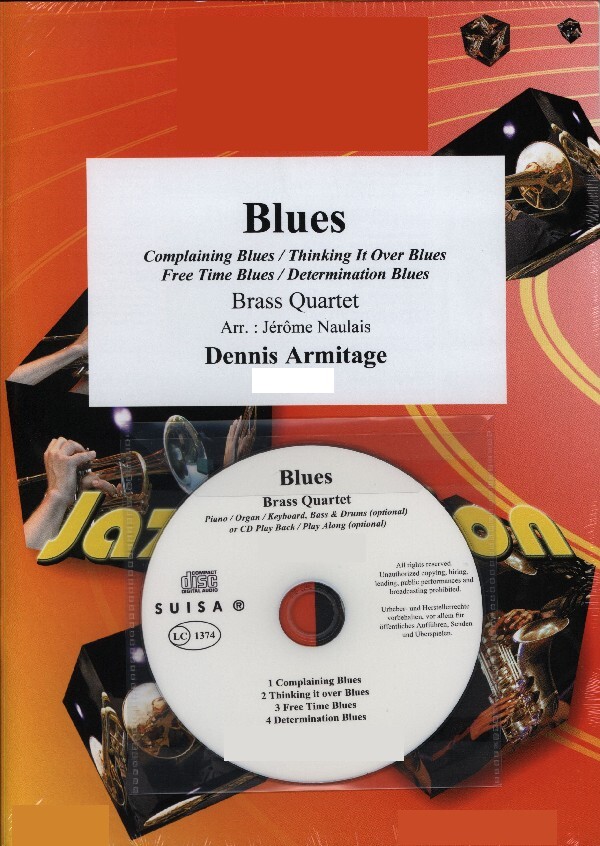 Blues
Complaining Blues / Thinking It Over Blues
Free Time Blues / Determination Blues
Brass Quartet
Arr. : Jérôme Naulais
Dennis Armitage
Jaz
on
Blues
Brass Quartet
Piano / Organ / Keyboard, Bass & Drums (optional)
or CD Play Back / Play Along (optional)
COMPACT
disc
DIGITAL AUDIO
SUISA ®
LC 1374
All rights reserved.
Unauthorized copying, hiring,
lending, public performances and
broadcasting prohibited.
Urheber- und Herstellerrechte
vorbehalten, vor allem für
öffentliches Aufführen, Senden
und Überspielen.
1 Complaining Blues
2 Thinking it over Blues
3 Free Time Blues
4 Determination Blues